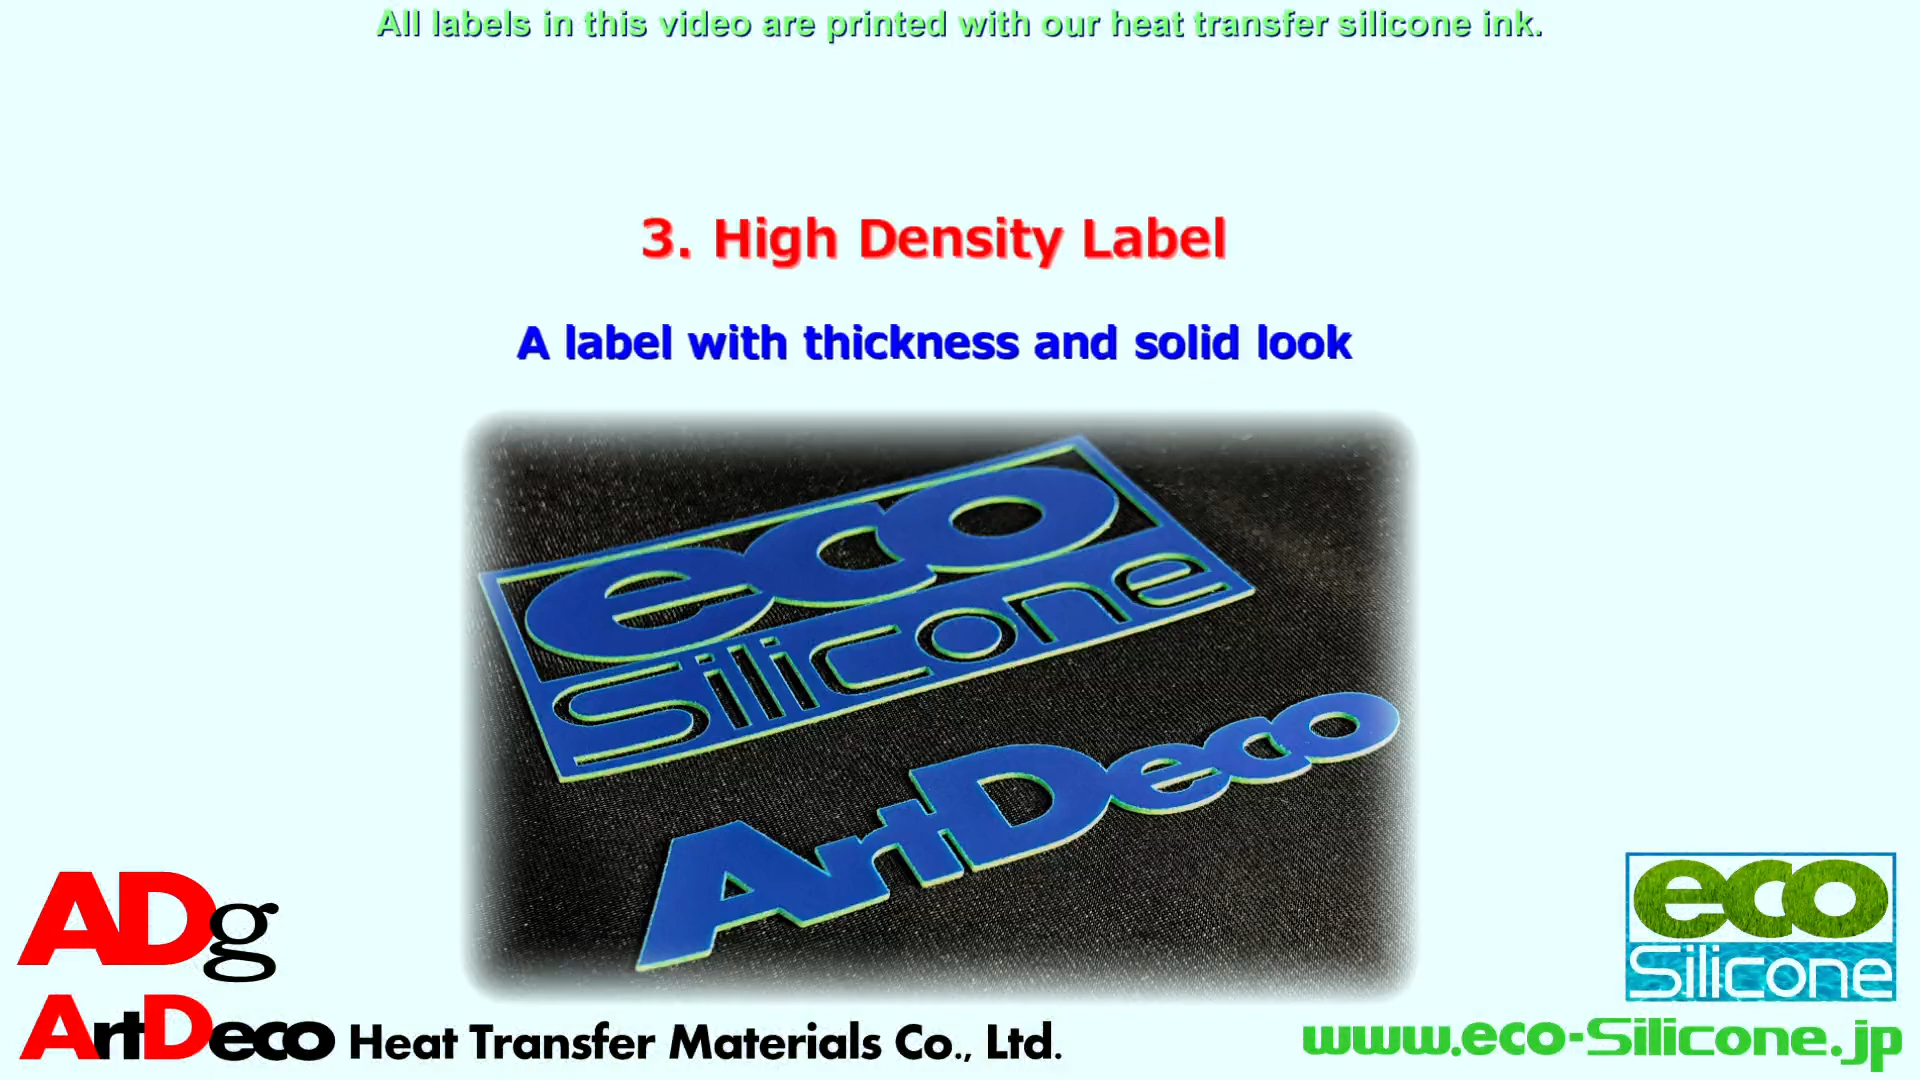 All labels in this video are printed with our heat transfer silicone ink.
3. High Density Label
A label with thickness and solid look
eco
Silicone
ArtDeco
ADg
ArtDeco Heat Transfer Materials Co., Ltd.
eco
Silicone
www.eco-Silicone.jp